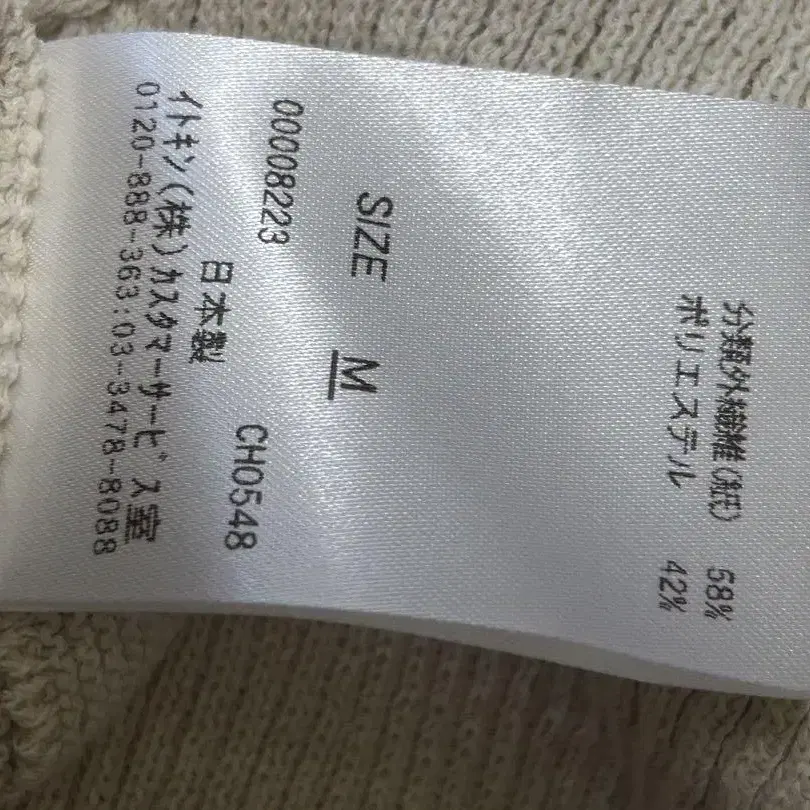 分類外繊維(紙) 58%
ポリエステル 42%
SIZE M
00008223
CH0548
日本製
イトキン(株)カスタマーサービス室
0120-888-363:03-3478-8088